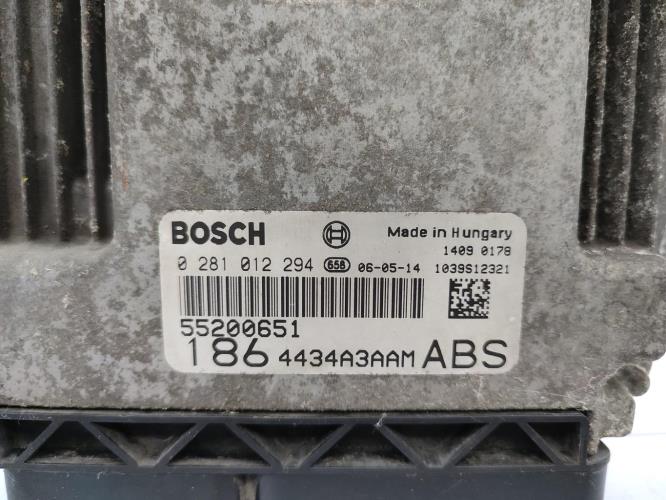 BOSCH Made in Hungary
1409 0178
0 281 012 294 658 06-05-14 1039S12321
55200651
186 4434A3AAM ABS